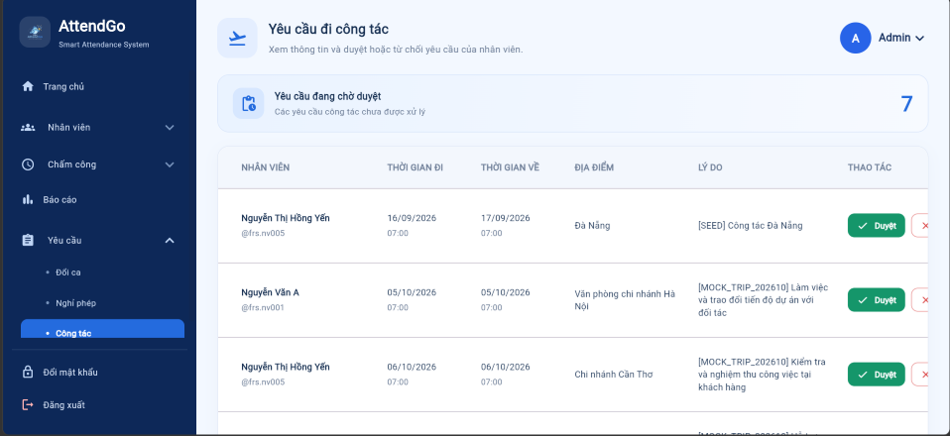 AttendGo
Smart Attendance System
Trang chủ
Nhân viên
Chấm công
Báo cáo
Yêu cầu
• Đổi ca
• Nghỉ phép
• Công tác
Đổi mật khẩu
Đăng xuất
Yêu cầu đi công tác
Xem thông tin và duyệt hoặc từ chối yêu cầu của nhân viên.
A Admin
Yêu cầu đang chờ duyệt
Các yêu cầu công tác chưa được xử lý
7
NHÂN VIÊN THỜI GIAN ĐI THỜI GIAN VỀ ĐỊA ĐIỂM LÝ DO THAO TÁC
Nguyễn Thị Hồng Yến
@frs.nv005
16/09/2026
07:00
17/09/2026
07:00
Đà Nẵng
[SEED] Công tác Đà Nẵng
Duyệt
Nguyễn Văn A
@frs.nv001
05/10/2026
07:00
05/10/2026
07:00
Văn phòng chi nhánh Hà
Nội
[MOCK_TRIP_202610] Làm việc
và trao đổi tiến độ dự án với
đối tác
Duyệt
Nguyễn Thị Hồng Yến
@frs.nv005
06/10/2026
07:00
06/10/2026
07:00
Chi nhánh Cần Thơ
[MOCK_TRIP_202610] Kiểm tra
và nghiệm thu công việc tại
khách hàng
Duyệt